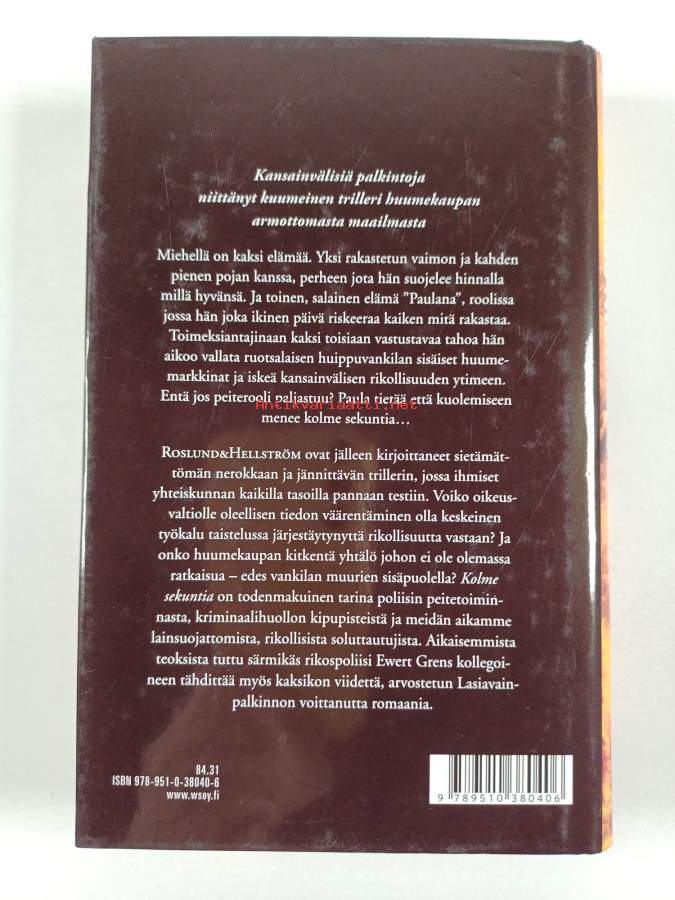 Kansainvälisiä palkintoja
niittänyt kuumeinen trilleri huumekaupan
armottomasta maailmasta
Miehellä on kaksi elämää. Yksi rakastetun vaimon ja kahden
pienen pojan kanssa, perheen jota hän suojelee hinnalla
millä hyvänsä. Ja toinen, salainen elämä ”Paulana”, roolissa
jossa hän joka ikinen päivä riskeeraa kaiken mitä rakastaa.
Toimeksiantajinaan kaksi toisiaan vastustavaa tahoa hän
aikoo vallata ruotsalaisen huippuvankilan sisäiset huume-
markkinat ja iskeä kansainvälisen rikollisuuden ytimeen.
Entä jos peiterooli paljastuu? Paula tietää että kuolemiseen
Antikvariaatti.net
menee kolme sekuntia…
Roslund&Hellström ovat jälleen kirjoittaneet sietämät-
tömän nerokkaan ja jännittävän trillerin, jossa ihmiset
yhteiskunnan kaikilla tasoilla pannaan testiin. Voiko oikeus-
valtiolle oleellisen tiedon väärentäminen olla keskeinen
työkalu taistelussa järjestäytynyttä rikollisuutta vastaan? Ja
onko huumekaupan kitkentä yhtälö johon ei ole olemassa
ratkaisua – edes vankilan muurien sisäpuolella? Kolme
sekuntia on todenmakuinen tarina poliisin peitetoimin-
nasta, kriminaalihuollon kipupisteistä ja meidän aikamme
lainsuojattomista, rikollisista soluttautujista. Aikaisemmista
teoksista tuttu särmikäs rikospoliisi Ewert Grens kollegoi-
neen tähdittää myös kaksikon viidettä, arvostetun Lasiavain-
palkinnon voittanutta romaania.
84.31
ISBN 978-951-0-38040-6
www.wsoy.fi
9 789510 380406